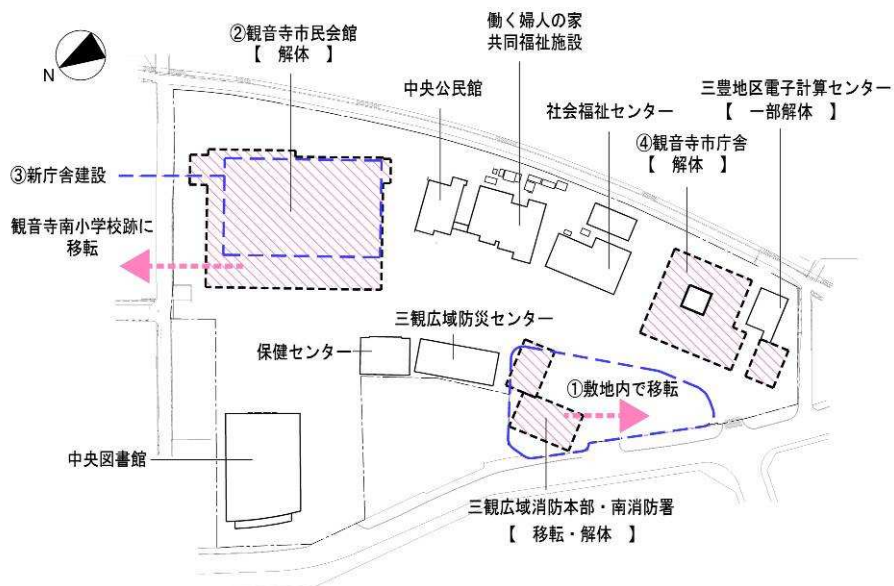 働く婦人の家
共同福祉施設
②観音寺市民会館
【 解体 】
中央公民館
三豊地区電子計算センター
【 一部解体 】
社会福祉センター
④観音寺市庁舎
【 解体 】
N
③新庁舎建設
観音寺南小学校跡に
移転
三観広域防災センター
保健センター
①敷地内で移転
中央図書館
三観広域消防本部・南消防署
【 移転・解体 】